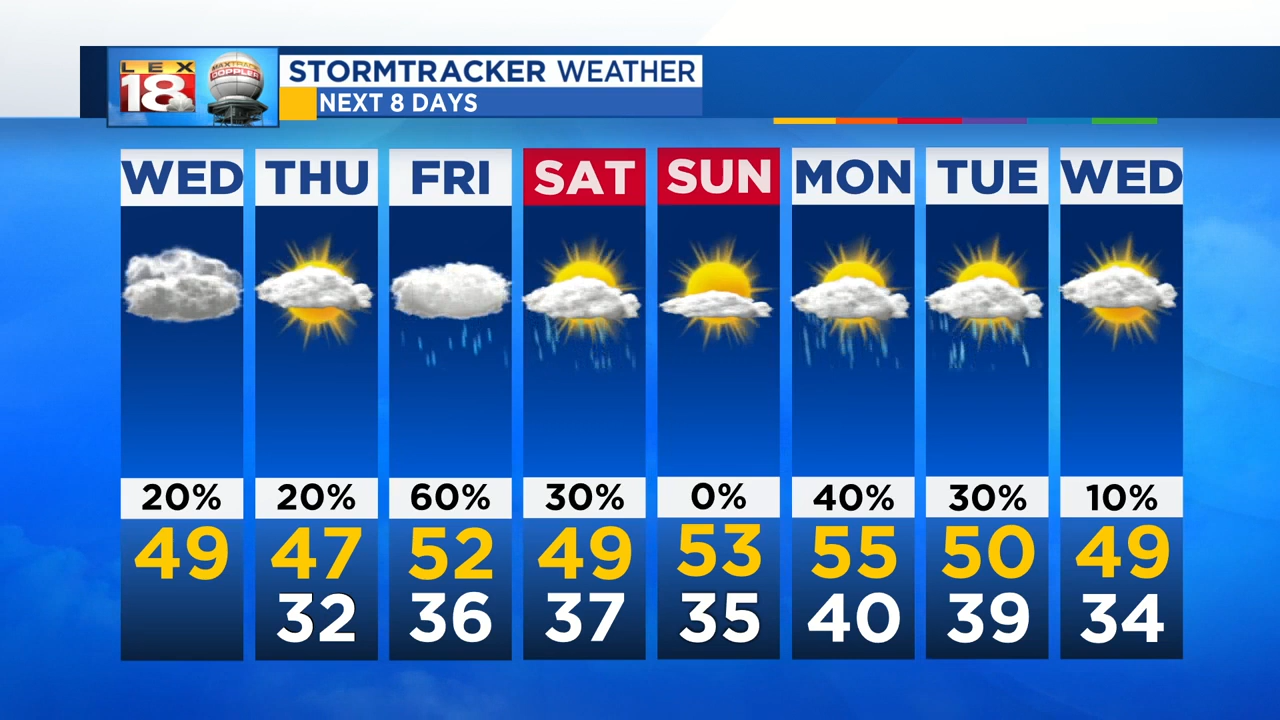 LEX
18
MAXTRACK
DOPPLER
STORMTRACKER WEATHER
NEXT 8 DAYS
WED THU FRI SAT SUN MON TUE WED
20% 20% 60% 30% 0% 40% 30% 10%
49 47 52 49 53 55 50 49
32 36 37 35 40 39 34